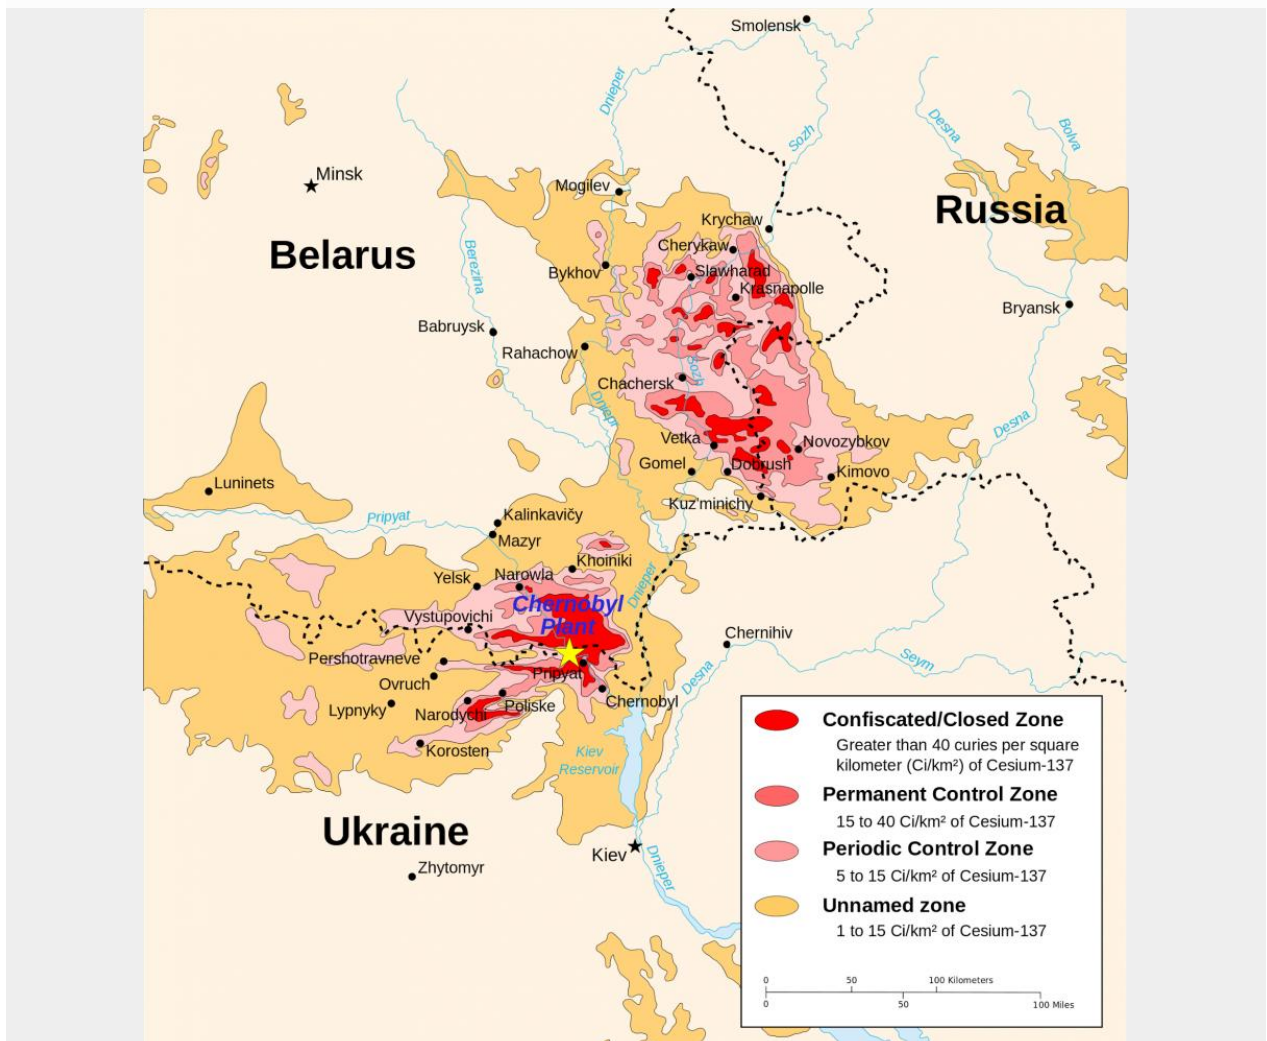 Smolensk
Dnieper
Sozh
Desna
Bolva
Minsk
Mogilev
Russia
Krychaw
Belarus
Berezina
Cherykaw
Bykhov
Slawharad
Krasnapolle
Bryansk
Babruysk
Rahachow
Sozh
Chachersk
Dniepr
Desna
Vetka
Novozybkov
Gomel
Dobrush
Kimovo
Luninets
Kuz'minichy
Pripyat
Kalinkavičy
Mazyr
Khoiniki
Yelsk
Narowla
Dnieper
Chernobyl
Plant
Vystupovichi
Chernihiv
Pershotravneve
Seym
Pripyat
Desna
Ovruch
Chernobyl
Lypnyky
Narodychi
Poliske
Korosten
Kiev
Reservoir
Ukraine
Kiev
Dnieper
Zhytomyr
Confiscated/Closed Zone
Greater than 40 curies per square
kilometer (Ci/km²) of Cesium-137
Permanent Control Zone
15 to 40 Ci/km² of Cesium-137
Periodic Control Zone
5 to 15 Ci/km² of Cesium-137
Unnamed zone
1 to 15 Ci/km² of Cesium-137
0 50 100 Kilometers
0 50 100 Miles